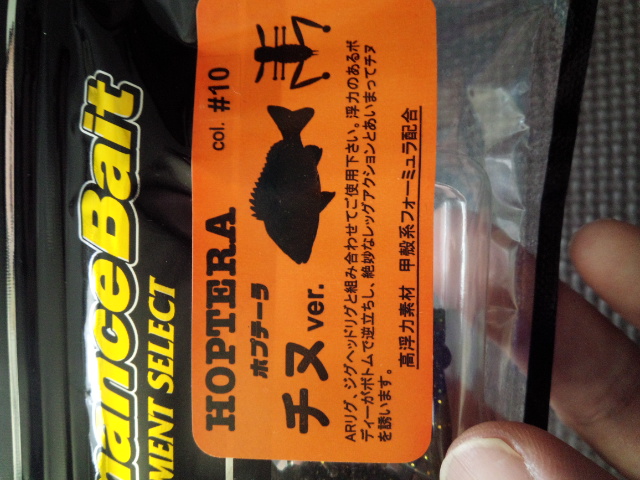 Bait
MENT SELECT
HOPTERA col. #10
ホプテーラ
チヌ ver.
ARリグ、ジグヘッドリグと組み合わせてご使用下さい。浮力のあるボ
ディーがボトムで逆立ちし、絶妙なレッグアクションとあいまってチヌ
を誘います。
高浮力素材 甲殻系フォーミュラ配合